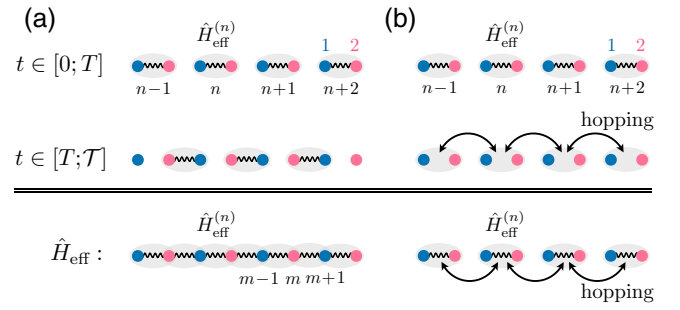 (a)
Ĥ_eff^(n)
1 2
t ∈ [0; T]
n−1 n n+1 n+2
t ∈ [T; 𝒯]
Ĥ_eff^(n)
Ĥ_eff :
m−1 m m+1
(b)
Ĥ_eff^(n)
1 2
n−1 n n+1 n+2
hopping
Ĥ_eff^(n)
hopping